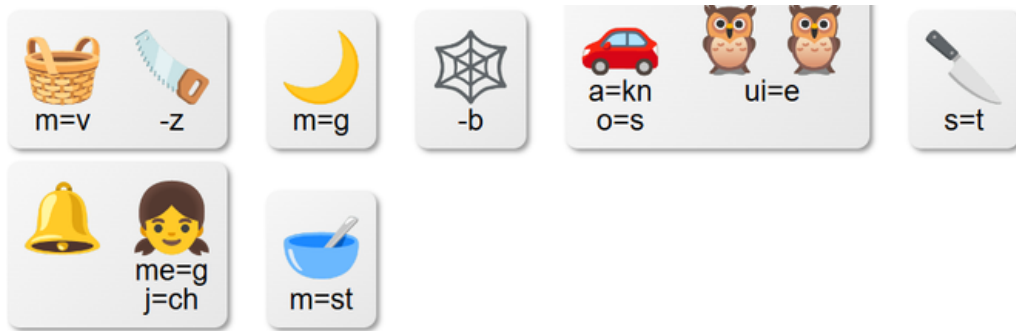 m=v -z m=g -b a=kn ui=e s=t
o=s
me=g m=st
j=ch